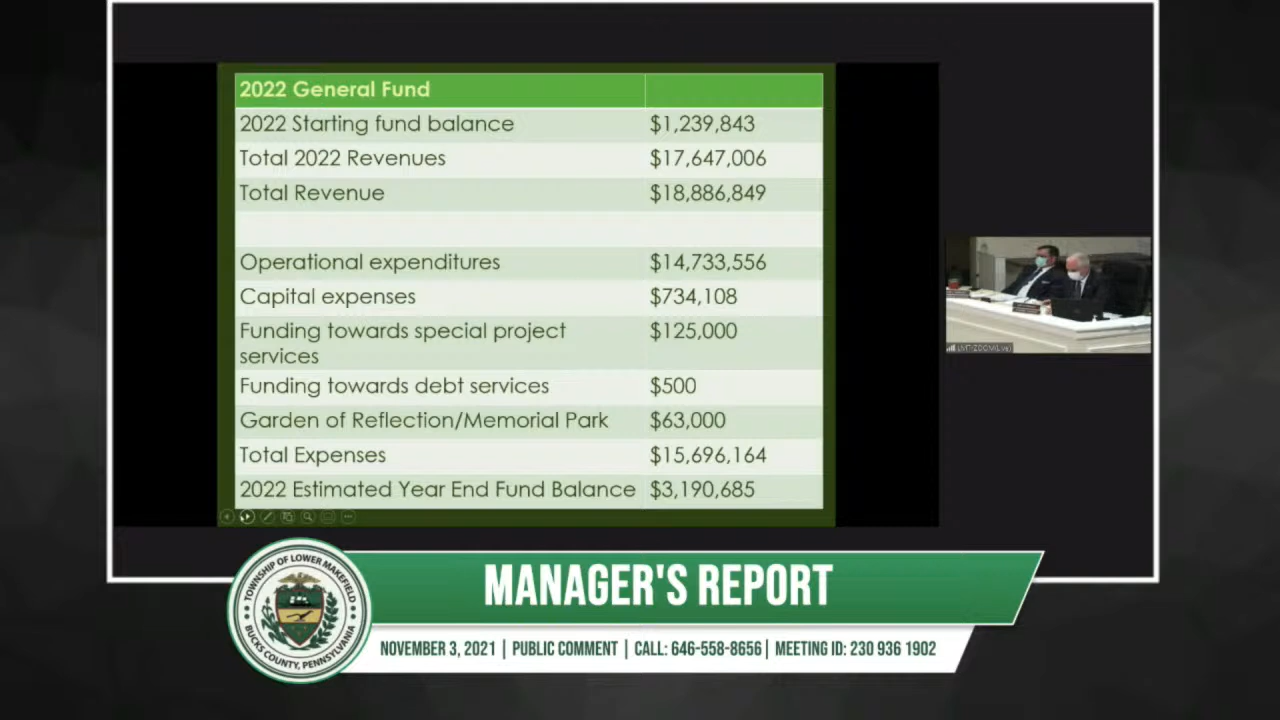 2022 General Fund
2022 Starting fund balance $1,239,843
Total 2022 Revenues $17,647,006
Total Revenue $18,886,849
Operational expenditures $14,733,556
Capital expenses $734,108
Funding towards special project $125,000
services
Funding towards debt services $500
Garden of Reflection/Memorial Park $63,000
Total Expenses $15,696,164
2022 Estimated Year End Fund Balance $3,190,685
TOWNSHIP OF LOWER MAKEFIELD
BUCKS COUNTY, PENNSYLVANIA
MANAGER'S REPORT
NOVEMBER 3, 2021 | PUBLIC COMMENT | CALL: 646-558-8656 | MEETING ID: 230 936 1902